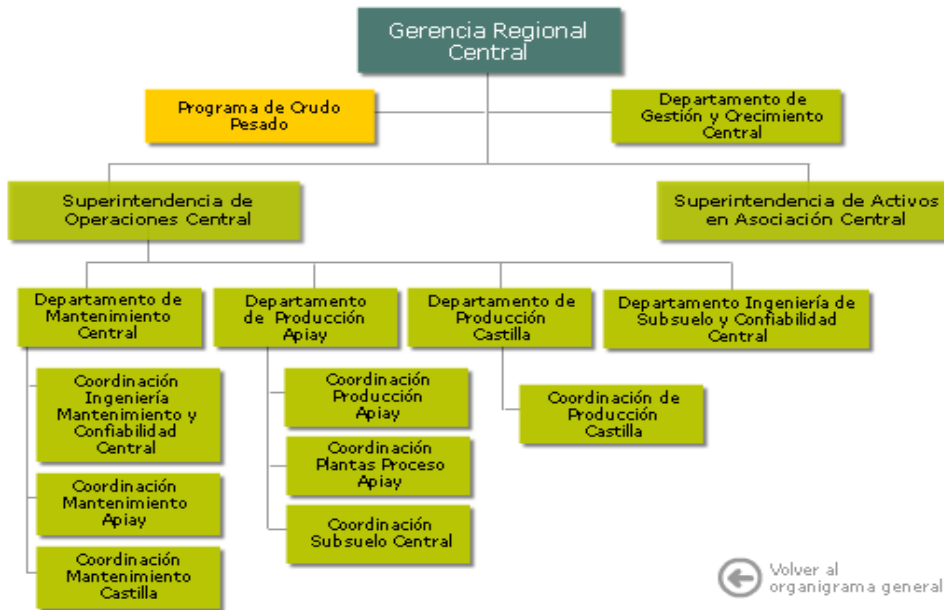 Gerencia Regional
Central
Programa de Crudo
Pesado
Departamento de
Gestión y Crecimiento
Central
Superintendencia de
Operaciones Central
Superintendencia de Activos
en Asociación Central
Departamento de
Mantenimiento
Central
Departamento
de Producción
Apiay
Departamento de
Producción
Castilla
Departamento Ingeniería de
Subsuelo y Confiabilidad
Central
Coordinación
Ingeniería
Mantenimiento y
Confiabilidad
Central
Coordinación
Mantenimiento
Apiay
Coordinación
Mantenimiento
Castilla
Coordinación
Producción
Apiay
Coordinación
Plantas Proceso
Apiay
Coordinación
Subsuelo Central
Coordinación de
Producción
Castilla
Volver al
organigrama general